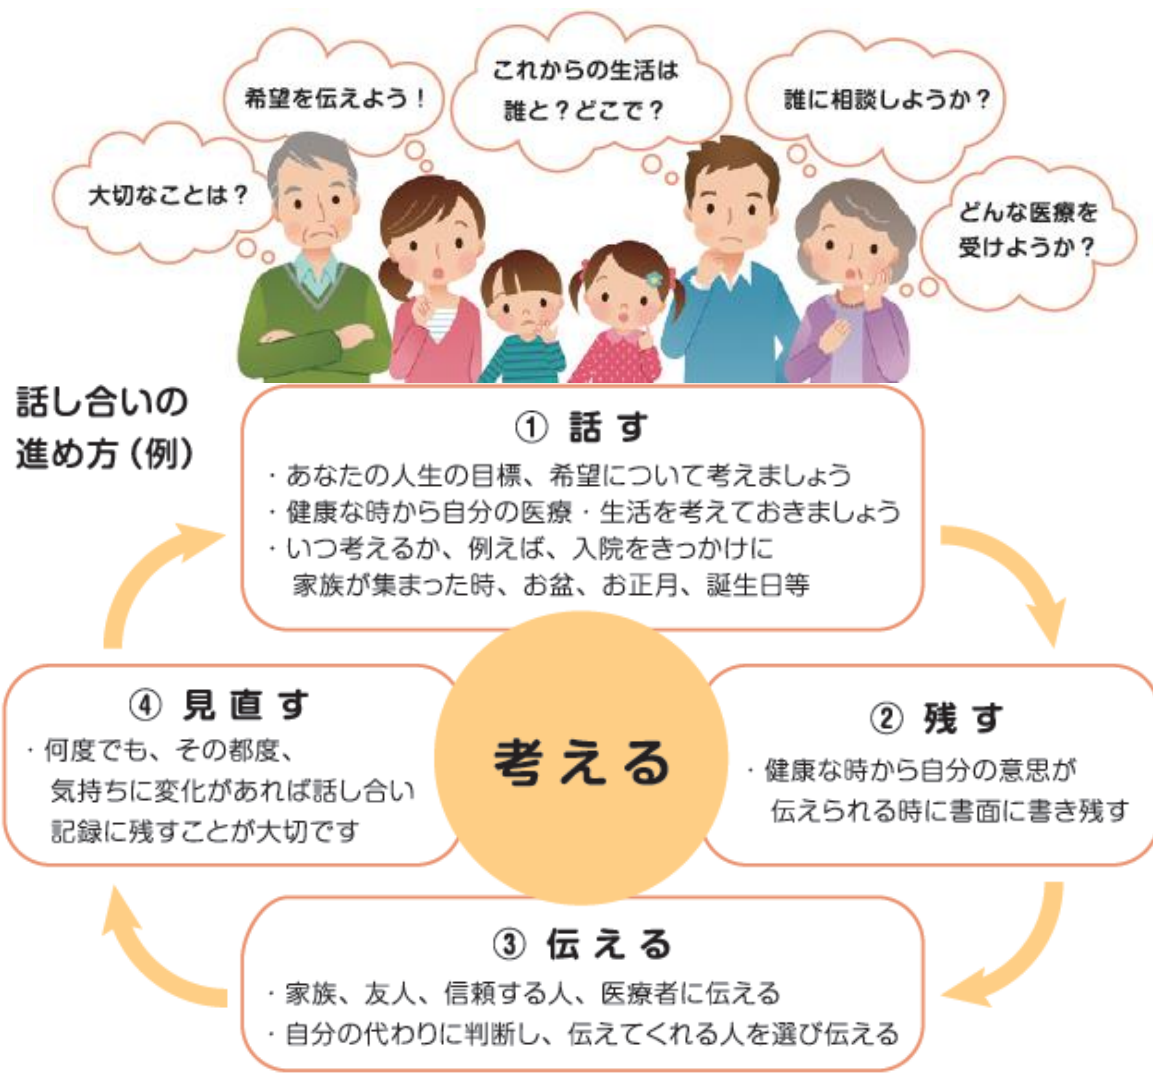 大切なことは？
希望を伝えよう！
これからの生活は
誰と？どこで？
誰に相談しようか？
どんな医療を
受けようか？
話し合いの
進め方（例）
① 話す
・あなたの人生の目標、希望について考えましょう
・健康な時から自分の医療・生活を考えておきましょう
・いつ考えるか、例えば、入院をきっかけに
家族が集まった時、お盆、お正月、誕生日等
② 残す
・健康な時から自分の意思が
伝えられる時に書面に書き残す
③ 伝える
・家族、友人、信頼する人、医療者に伝える
・自分の代わりに判断し、伝えてくれる人を選び伝える
④ 見直す
・何度でも、その都度、
気持ちに変化があれば話し合い
記録に残すことが大切です
考える